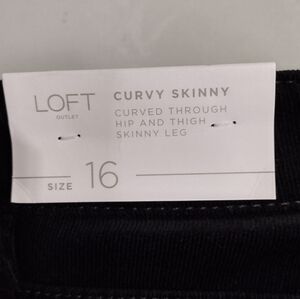 LOFT
OUTLET
CURVY SKINNY
CURVED THROUGH
HIP AND THIGH
SKINNY LEG
SIZE 16